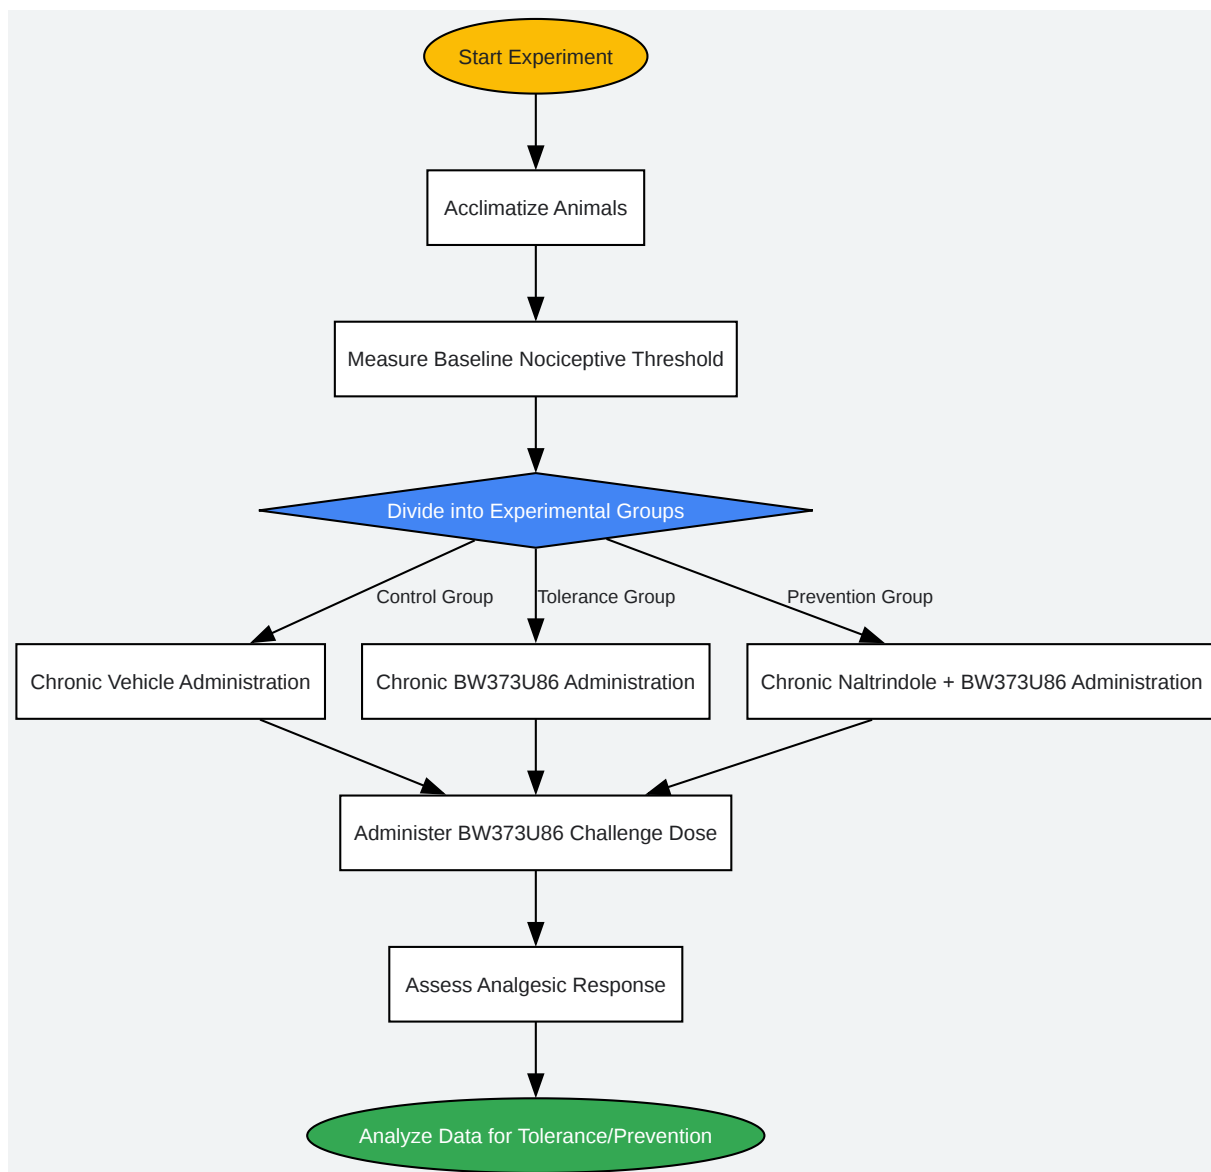 Start Experiment
Acclimatize Animals
Measure Baseline Nociceptive Threshold
Divide into Experimental Groups
Control Group
Tolerance Group
Prevention Group
Chronic Vehicle Administration
Chronic BW373U86 Administration
Chronic Naltrindole + BW373U86 Administration
Administer BW373U86 Challenge Dose
Assess Analgesic Response
Analyze Data for Tolerance/Prevention